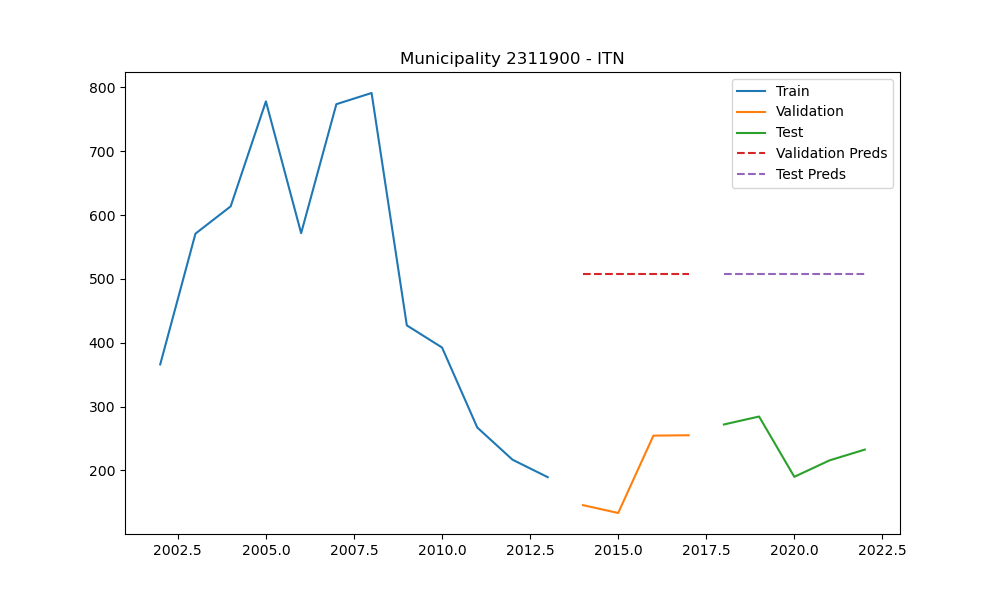 Municipality 2311900 - ITN
800
700
600
500
400
300
200
Train
Validation
Test
Validation Preds
Test Preds
2002.5 2005.0 2007.5 2010.0 2012.5 2015.0 2017.5 2020.0 2022.5